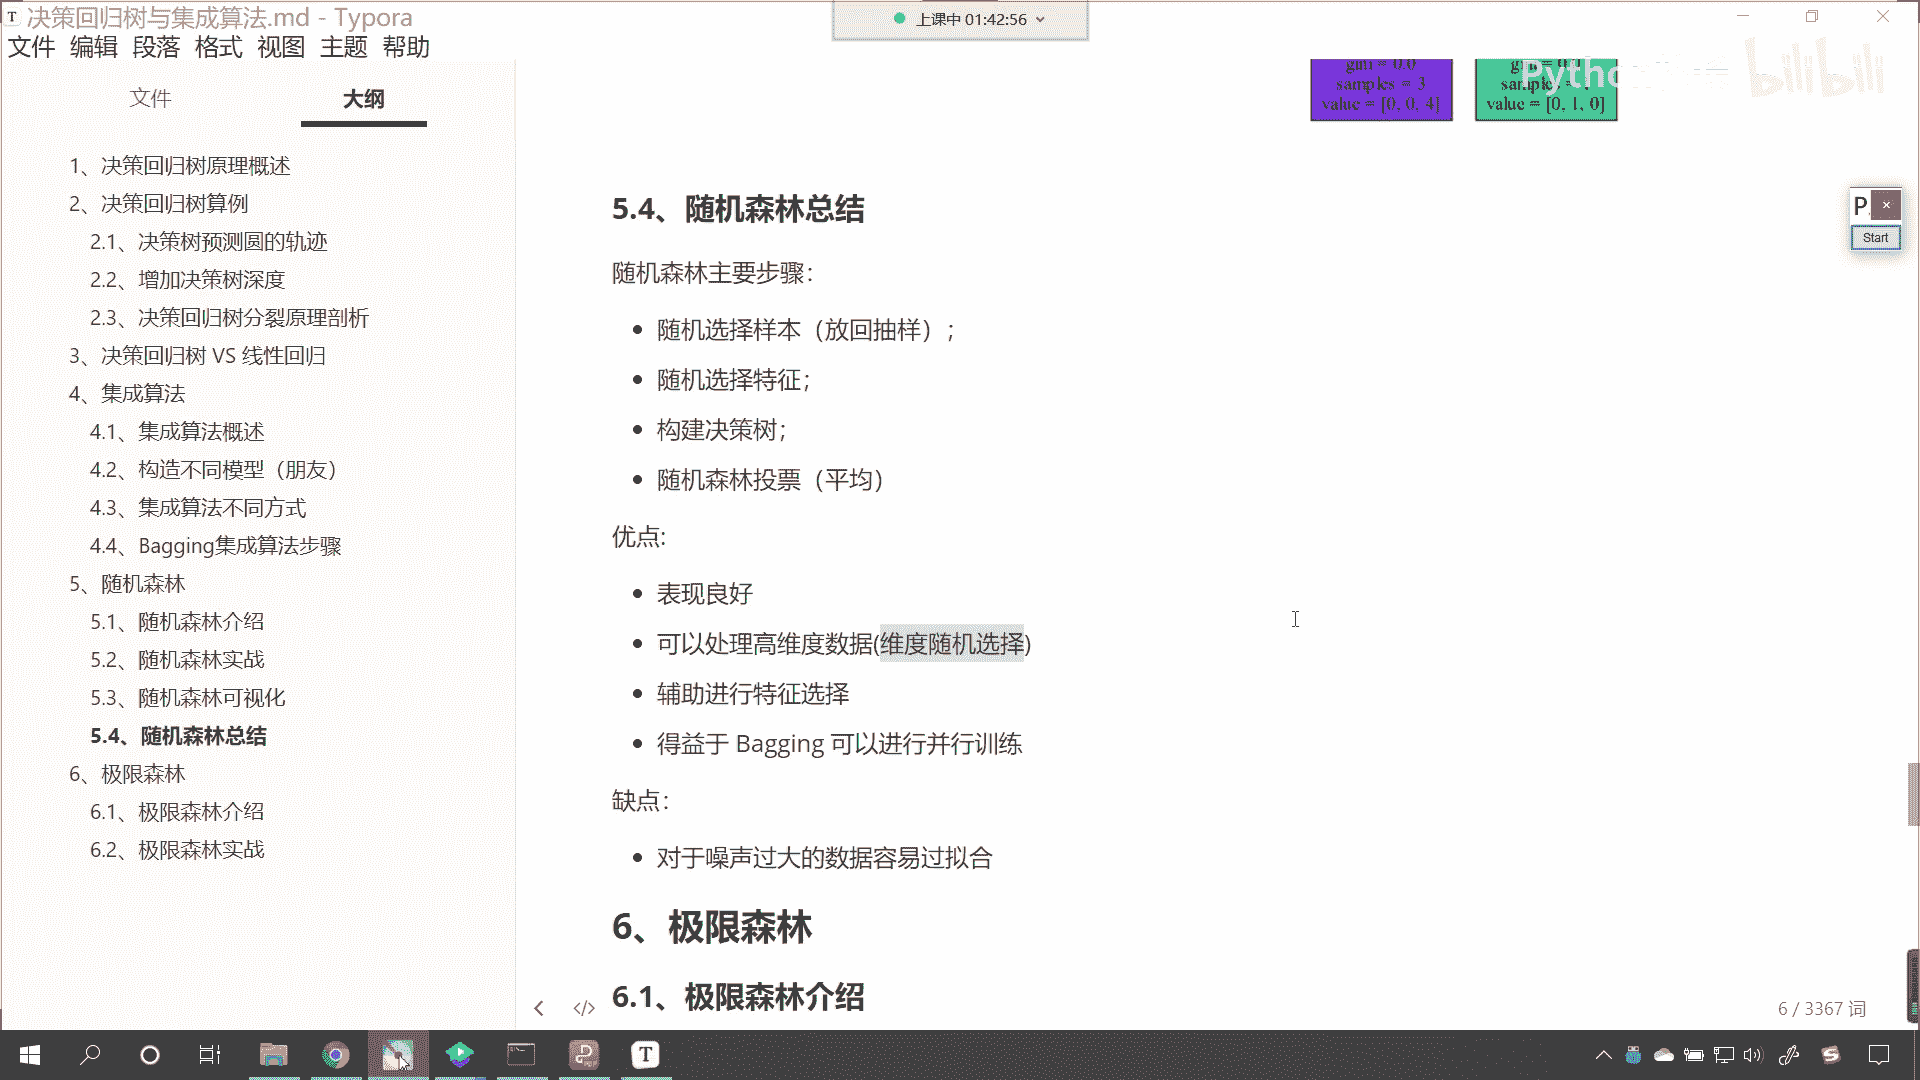 决策回归树与集成算法.md - Typora
上课中 01:42:56
文件 编辑 段落 格式 视图 主题 帮助
bilibili
gini = 0.0
samples = 3
value = [0, 0, 4]
value = [0, 1, 0]
文件
大纲
1、决策回归树原理概述
2、决策回归树算例
2.1、决策树预测圆的轨迹
2.2、增加决策树深度
2.3、决策回归树分裂原理剖析
3、决策回归树 VS 线性回归
4、集成算法
4.1、集成算法概述
4.2、构造不同模型（朋友）
4.3、集成算法不同方式
4.4、Bagging集成算法步骤
5、随机森林
5.1、随机森林介绍
5.2、随机森林实战
5.3、随机森林可视化
5.4、随机森林总结
6、极限森林
6.1、极限森林介绍
6.2、极限森林实战
5.4、随机森林总结
随机森林主要步骤：
随机选择样本（放回抽样）；
随机选择特征；
构建决策树；
随机森林投票（平均）
优点:
表现良好
可以处理高维度数据(维度随机选择)
辅助进行特征选择
得益于 Bagging 可以进行并行训练
缺点：
对于噪声过大的数据容易过拟合
6、极限森林
6.1、极限森林介绍
P
Start
6 / 3367 词